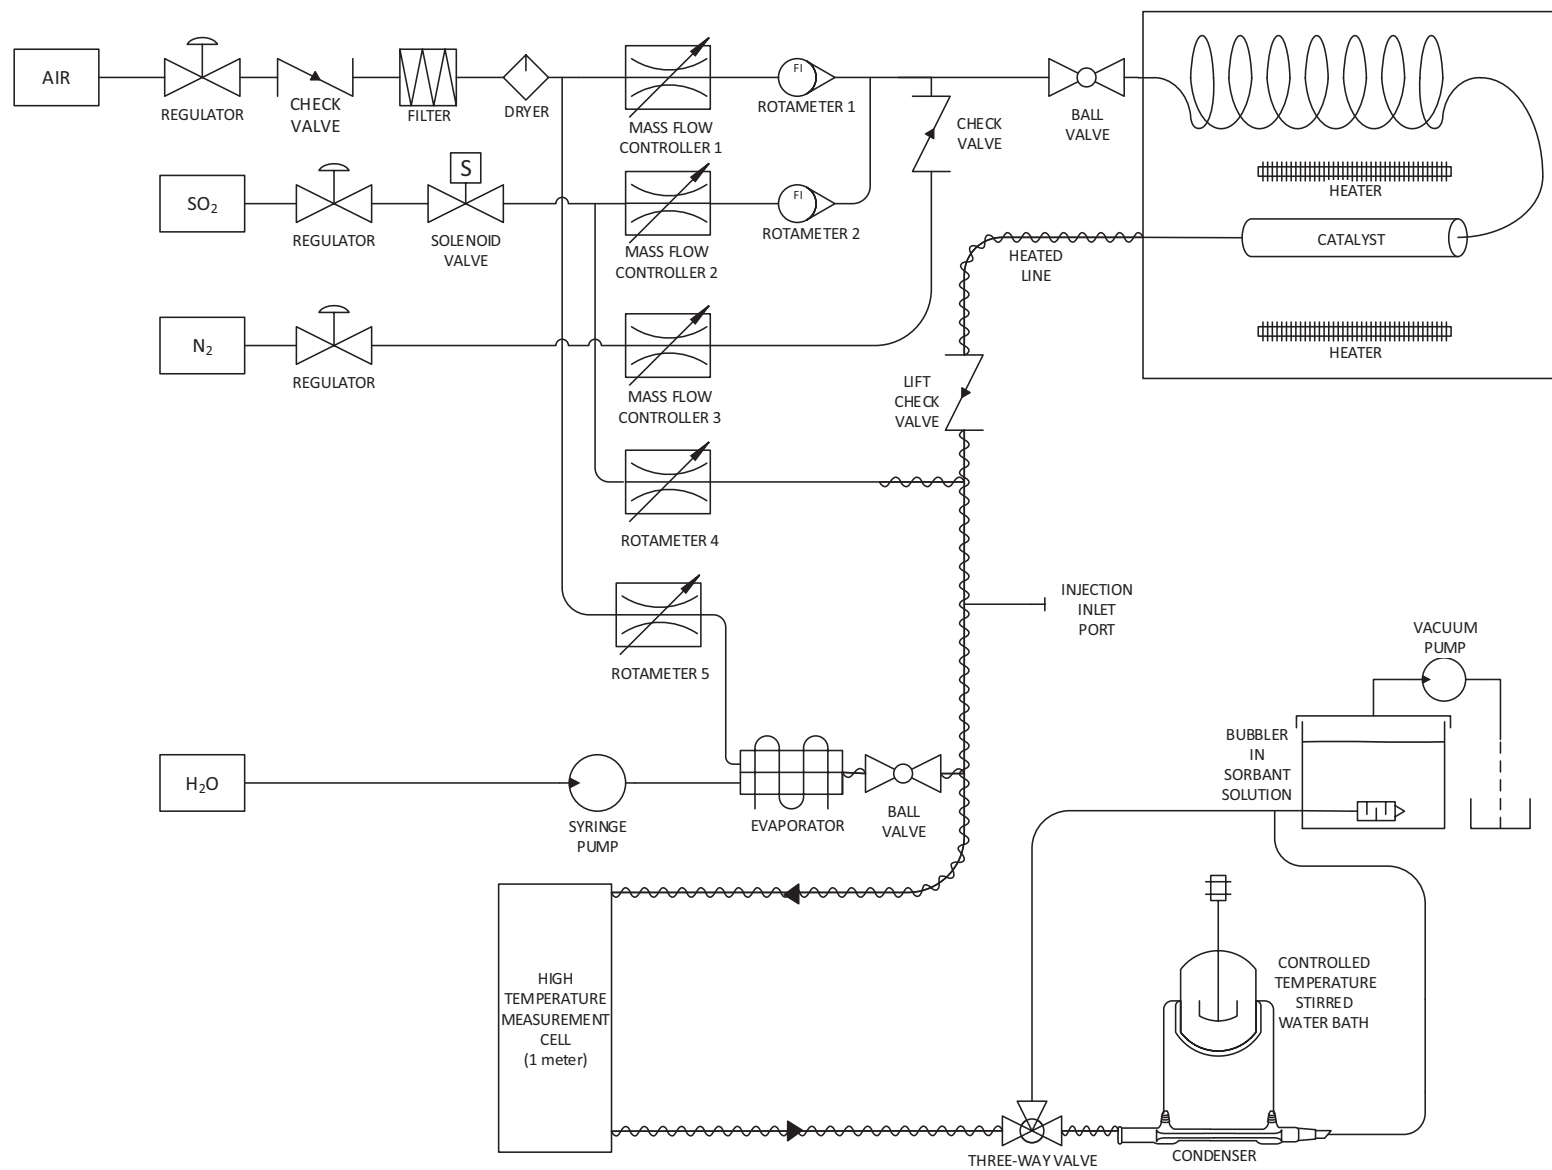 AIR
REGULATOR
CHECK
VALVE
FILTER
DRYER
MASS FLOW
CONTROLLER 1
FI
ROTAMETER 1
CHECK
VALVE
BALL
VALVE
HEATER
SO2
REGULATOR
S
SOLENOID
VALVE
MASS FLOW
CONTROLLER 2
FI
ROTAMETER 2
HEATED
LINE
CATALYST
HEATER
N2
REGULATOR
MASS FLOW
CONTROLLER 3
LIFT
CHECK
VALVE
ROTAMETER 4
INJECTION
INLET
PORT
ROTAMETER 5
VACUUM
PUMP
BUBBLER
IN
SORBANT
SOLUTION
H2O
SYRINGE
PUMP
EVAPORATOR
BALL
VALVE
HIGH
TEMPERATURE
MEASUREMENT
CELL
(1 meter)
CONTROLLED
TEMPERATURE
STIRRED
WATER BATH
THREE-WAY VALVE
CONDENSER